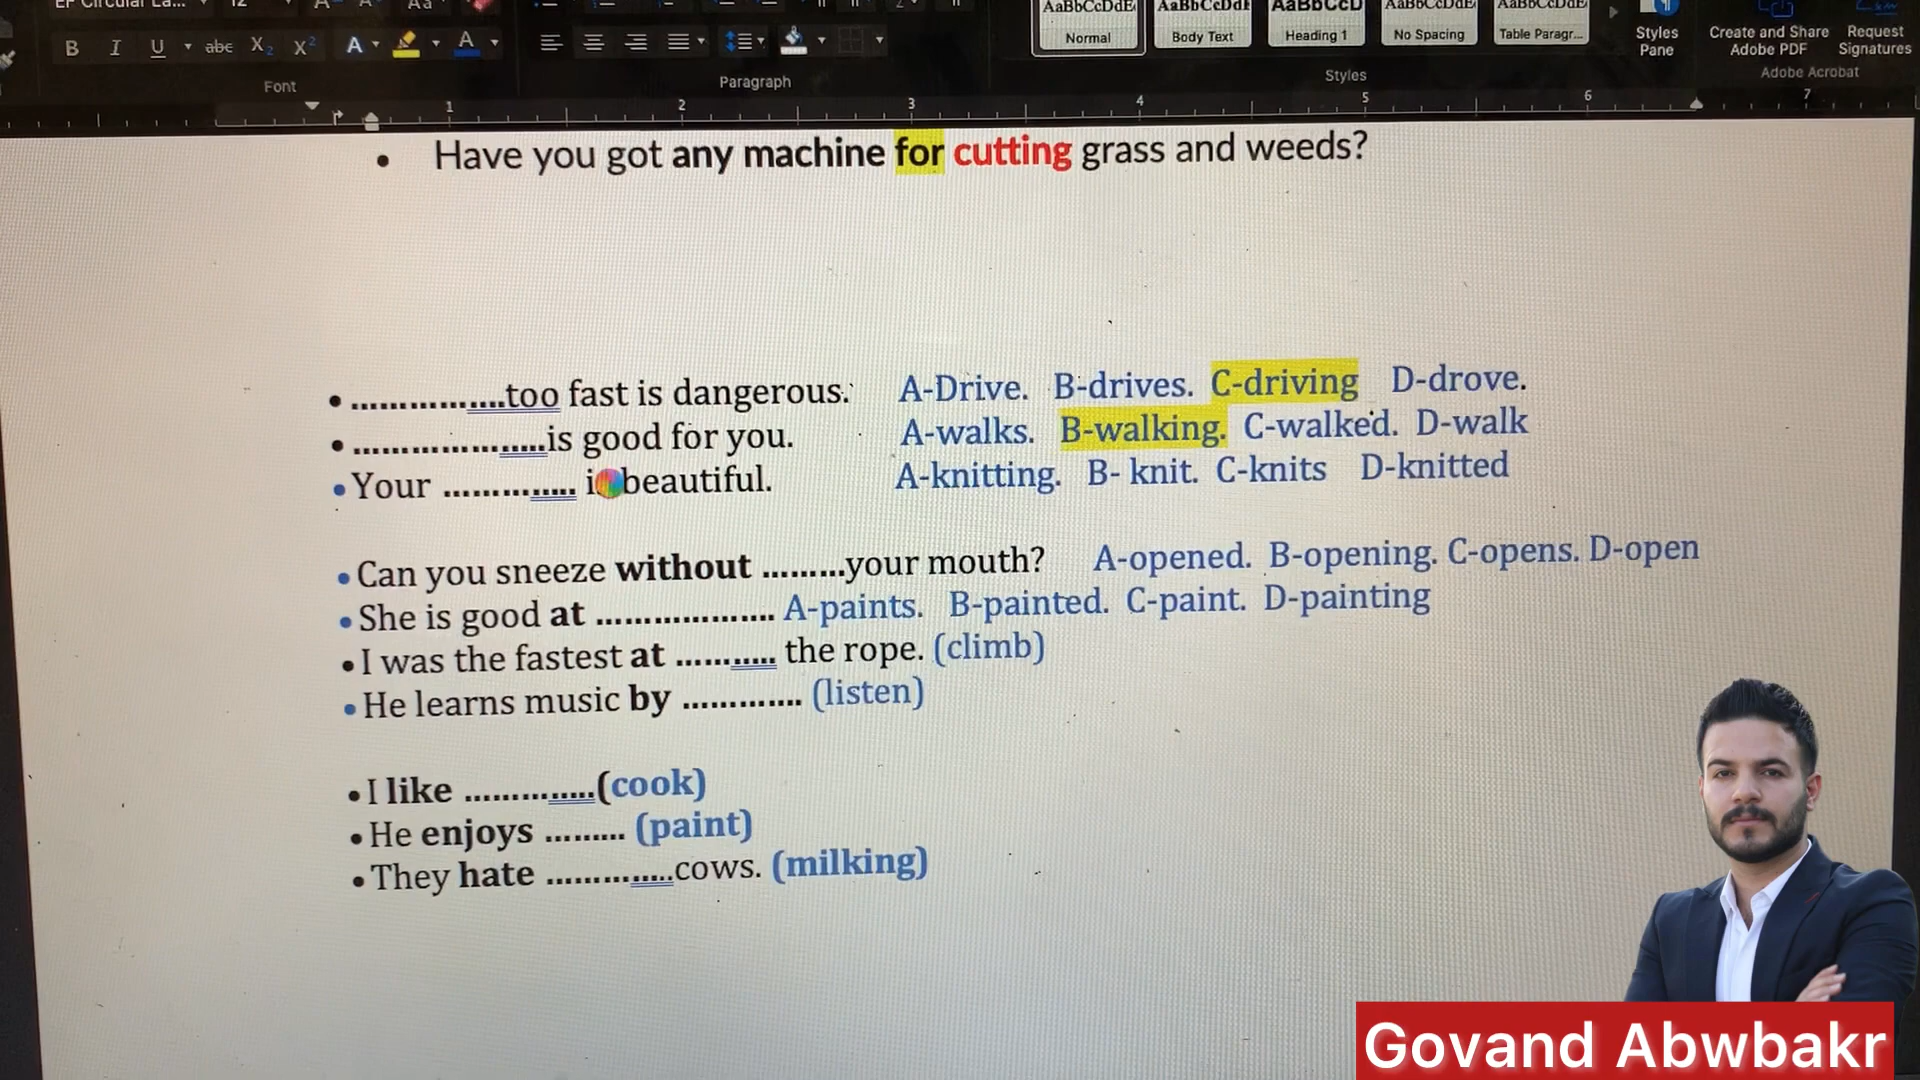 EF Circular La... 12
B I U abc X2 X2 A A
Font
Paragraph
AaBbCcDdE AaBbCcDdE AaBbCcD AaBbCcDdE AaBbCcDdE
Normal Body Text Heading 1 No Spacing Table Paragr...
Styles
Styles Pane
Create and Share Adobe PDF
Request Signatures
Adobe Acrobat
1 2 3 4 5 6 7
• Have you got any machine for cutting grass and weeds?
• ..................too fast is dangerous. A-Drive. B-drives. C-driving D-drove.
• ......................is good for you. A-walks. B-walking. C-walked. D-walk
• Your ............... i beautiful. A-knitting. B- knit. C-knits D-knitted
• Can you sneeze without .........your mouth? A-opened. B-opening. C-opens. D-open
• She is good at .................... A-paints. B-painted. C-paint. D-painting
• I was the fastest at ........... the rope. (climb)
• He learns music by ............. (listen)
• I like ..............(cook)
• He enjoys ......... (paint)
• They hate ..............cows. (milking)
Govand Abwbakr